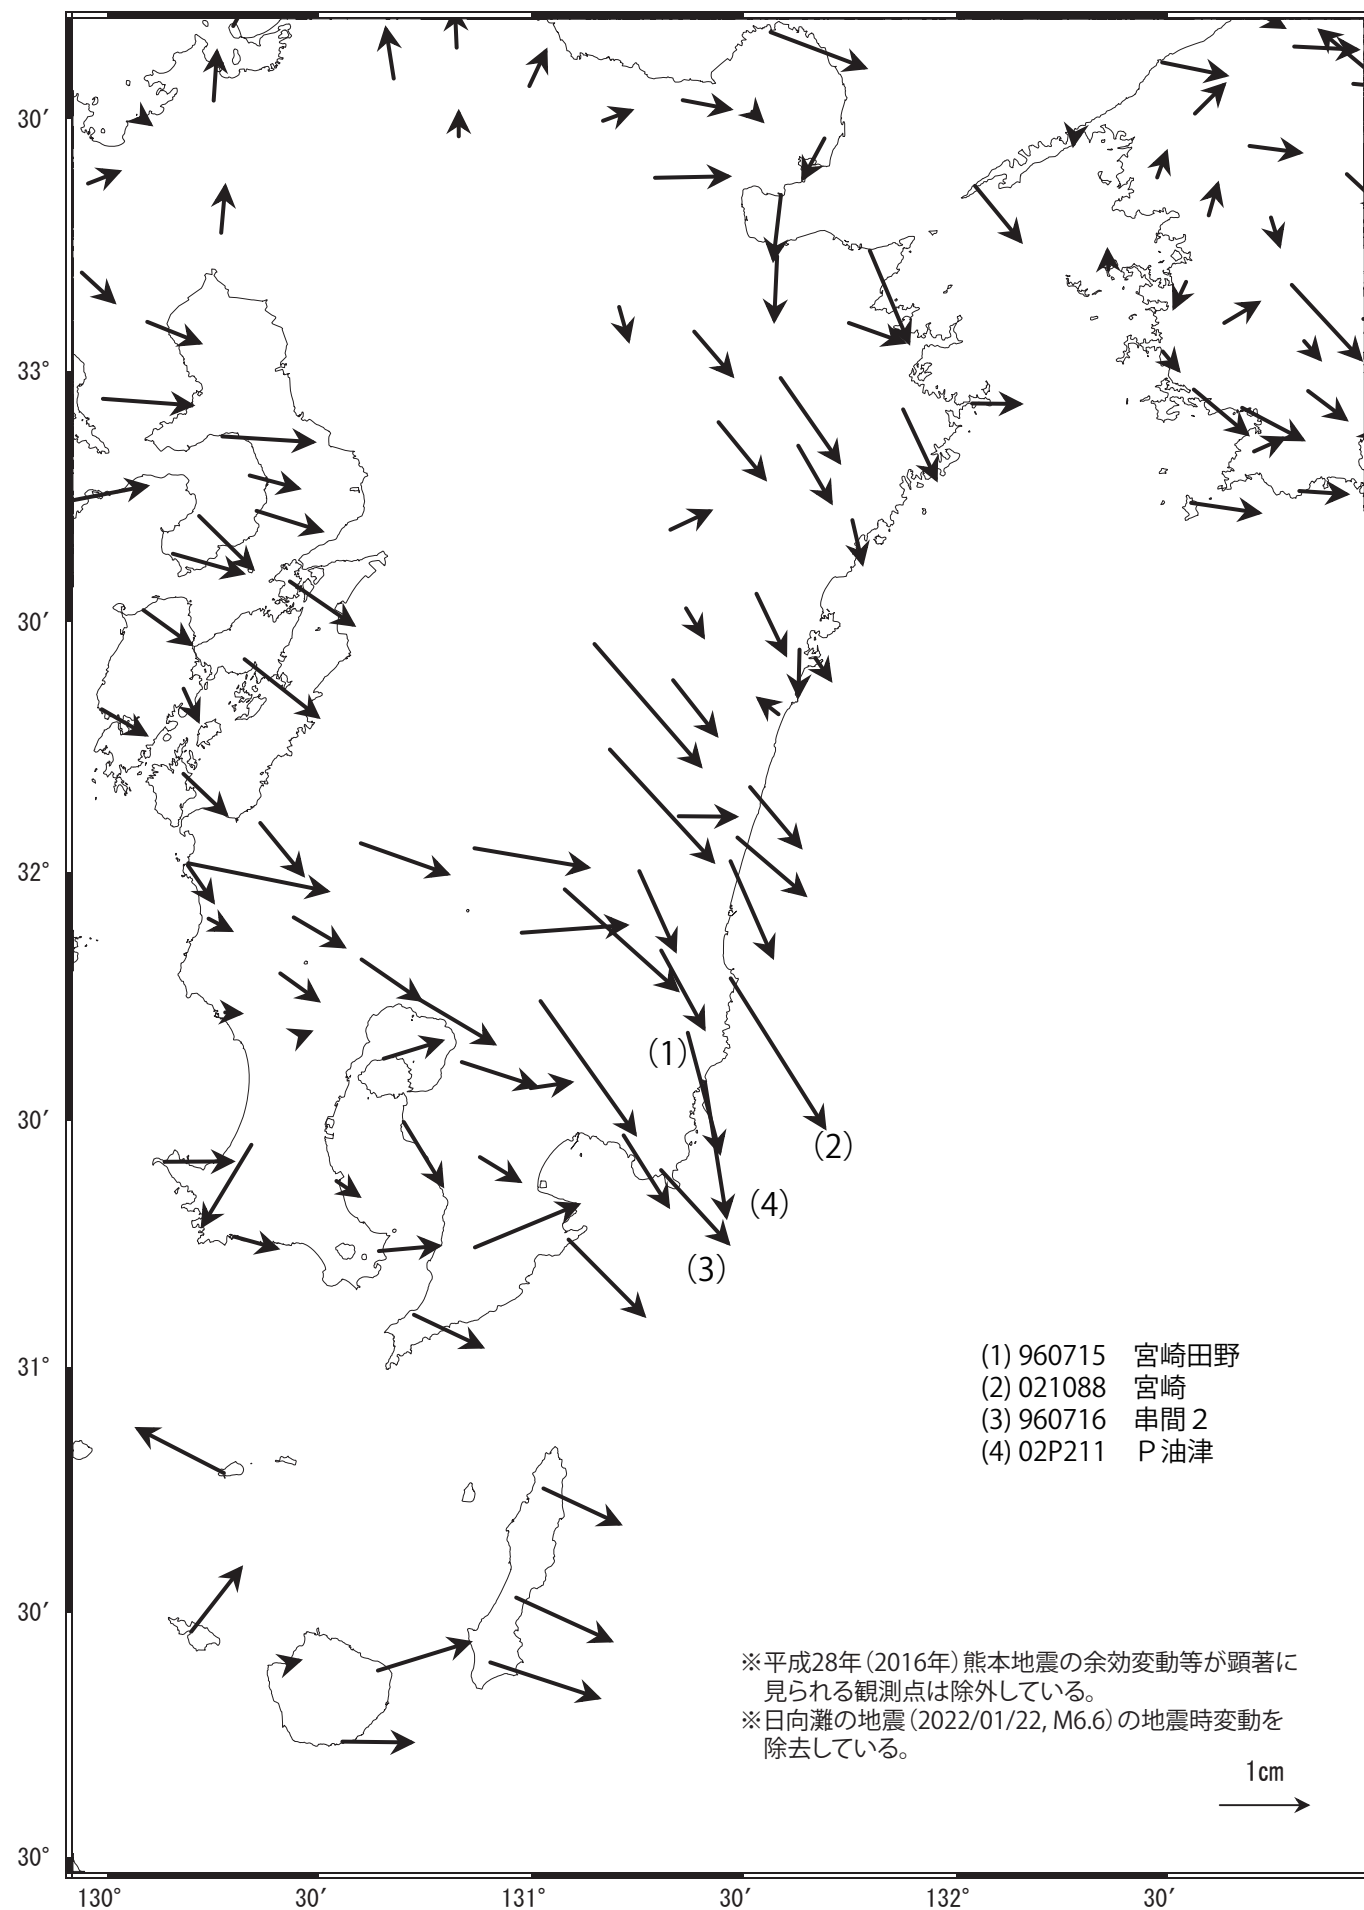 30′
33°
30′
32°
(1)
30′
(2)
(4)
(3)
(1) 960715 宮崎田野
31°
(2) 021088 宮崎
(3) 960716 串間２
(4) 02P211 Ｐ油津
30′
※平成28年（2016年）熊本地震の余効変動等が顕著に
見られる観測点は除外している。
※日向灘の地震（2022/01/22, M6.6）の地震時変動を
除去している。
1cm
30°
130° 30′ 131° 30′ 132° 30′